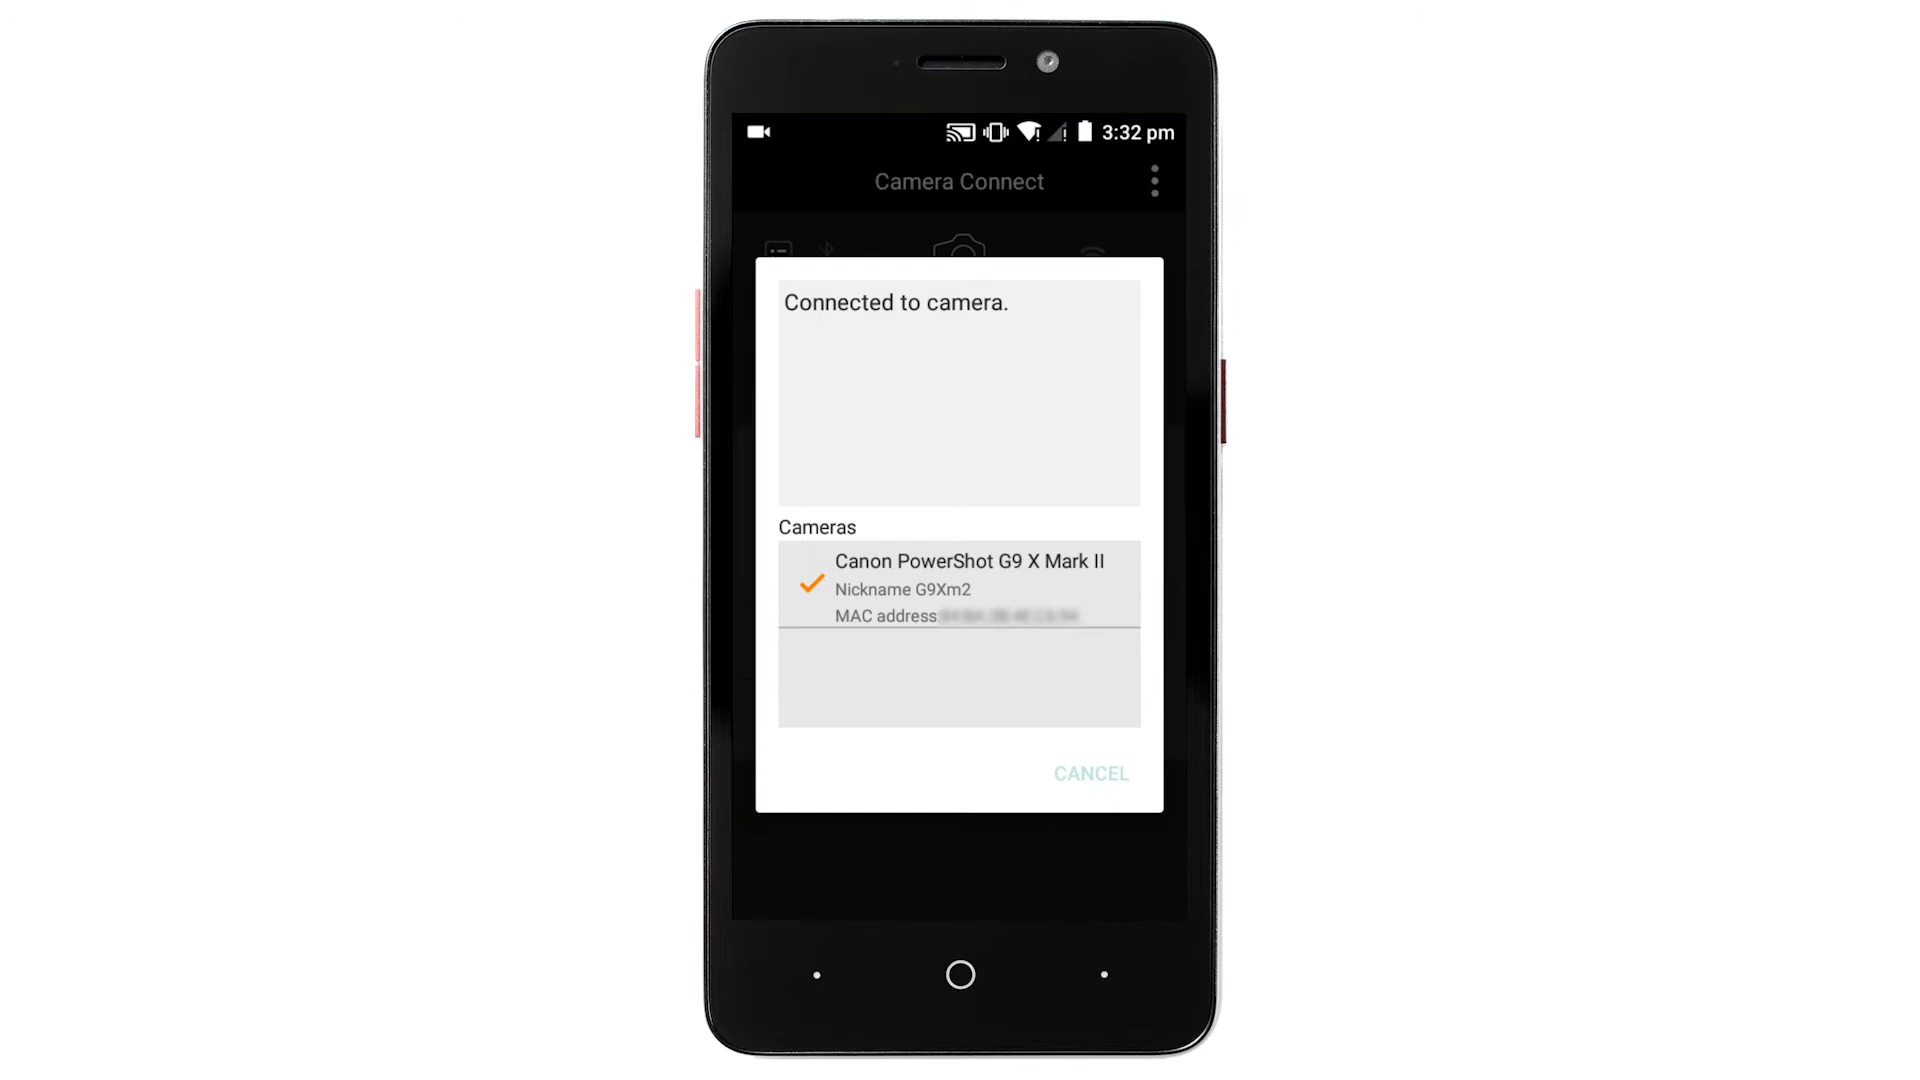 3:32 pm
Camera Connect
Connected to camera.
Cameras
Canon PowerShot G9 X Mark II
Nickname G9Xm2
MAC address:
CANCEL